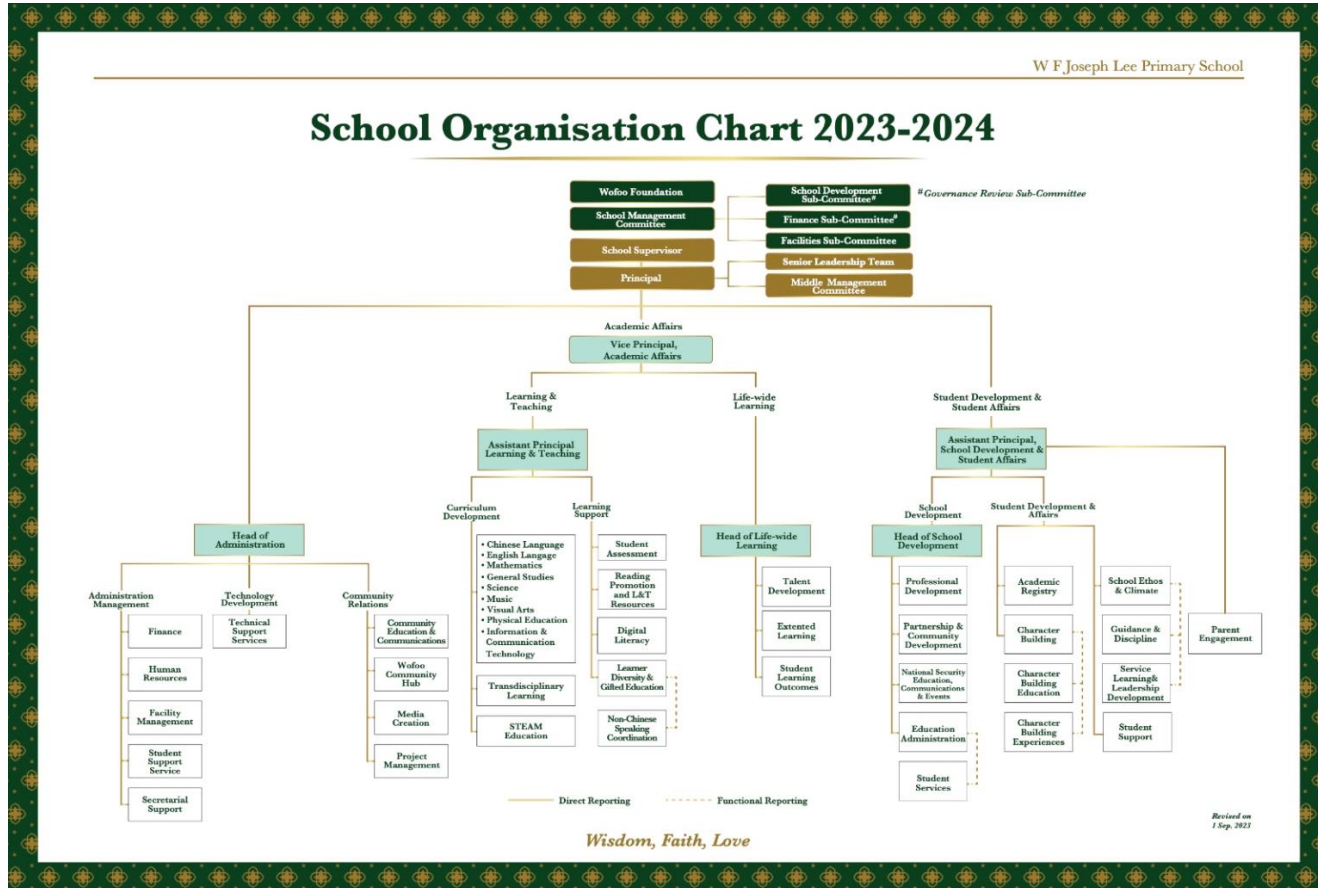 W F Joseph Lee Primary School
School Organisation Chart 2023-2024
Wofoo Foundation
School Management
Committee
School Supervisor
Principal
School Development
Sub-Committee#
Finance Sub-Committee#
Facilities Sub-Committee
Senior Leadership Team
Middle Management
Committee
#Governance Review Sub-Committee
Academic Affairs
Vice Principal,
Academic Affairs
Learning &
Teaching
Life-wide
Learning
Student Development &
Student Affairs
Assistant Principal
Learning & Teaching
Assistant Principal,
School Development &
Student Affairs
Head of
Administration
Administration
Management
Finance
Human
Resources
Facility
Management
Student
Support
Service
Secretarial
Support
Technology
Development
Technical
Support
Services
Community
Relations
Community
Education &
Communications
Wofoo
Community
Hub
Media
Creation
Project
Management
Curriculum
Development
• Chinese Language
• English Langage
• Mathematics
• General Studies
• Science
• Music
• Visual Arts
• Physical Education
• Information &
Communication
Technology
Transdisciplinary
Learning
STEAM
Education
Learning
Support
Student
Assessment
Reading
Promotion
and L&T
Resources
Digital
Literacy
Learner
Diversity &
Gifted Education
Non-Chinese
Speaking
Coordination
Head of Life-wide
Learning
Talent
Development
Extented
Learning
Student
Learning
Outcomes
School
Development
Head of School
Development
Professional
Development
Partnership &
Community
Development
National Security
Education,
Communications
& Events
Education
Administration
Student
Services
Student Development &
Affairs
Academic
Registry
Character
Building
Character
Building
Education
Character
Building
Experiences
School Ethos
& Climate
Guidance &
Discipline
Service
Learning&
Leadership
Development
Student
Support
Parent
Engagement
Direct Reporting
Functional Reporting
Revised on
1 Sep, 2023
Wisdom, Faith, Love